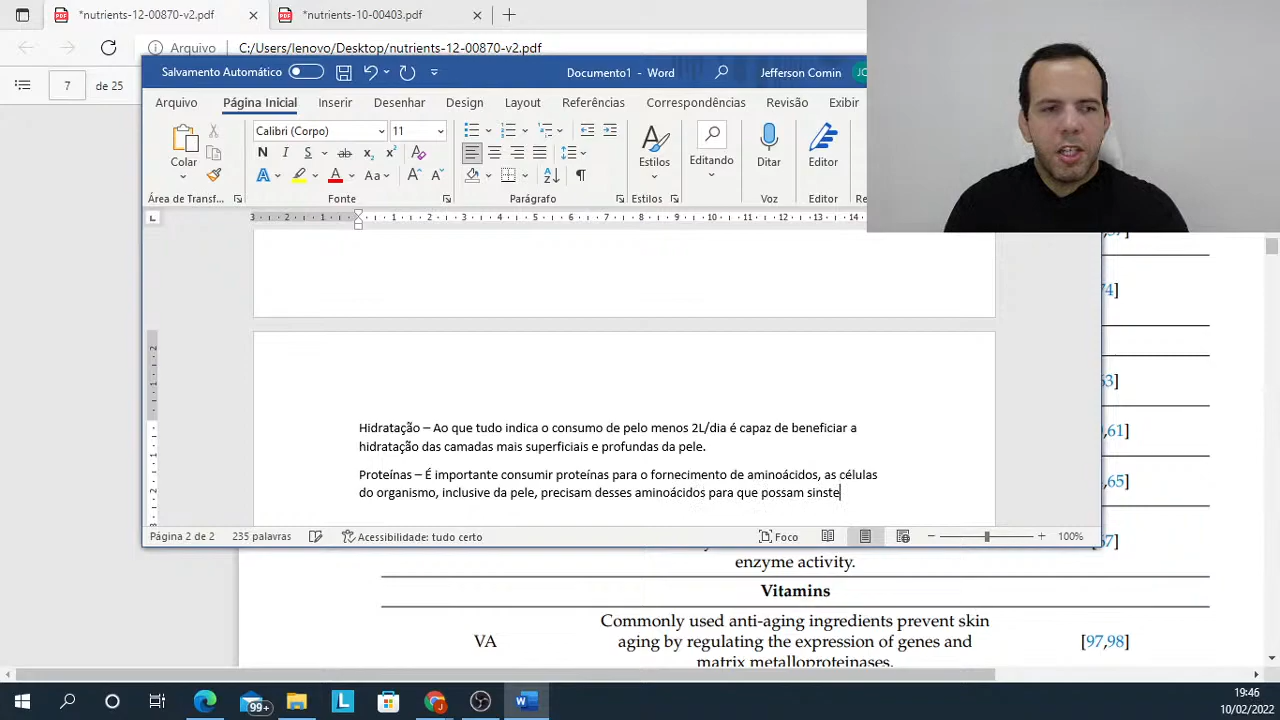 *nutrients-12-00870-v2.pdf
*nutrients-10-00403.pdf
Arquivo
C:/Users/lenovo/Desktop/nutrients-12-00870-v2.pdf
7
de 25
Salvamento Automático
Documento1 - Word
Jefferson Comin
JC
Arquivo
Página Inicial
Inserir
Desenhar
Design
Layout
Referências
Correspondências
Revisão
Exibir
Calibri (Corpo)
11
Colar
N
I
S
ab
Aa
Estilos
Editando
Ditar
Editor
Área de Transf...
Fonte
Parágrafo
Estilos
Voz
Editor
Hidratação – Ao que tudo indica o consumo de pelo menos 2L/dia é capaz de beneficiar a
hidratação das camadas mais superficiais e profundas da pele.
Proteínas – É importante consumir proteínas para o fornecimento de aminoácidos, as células
do organismo, inclusive da pele, precisam desses aminoácidos para que possam sinste
Página 2 de 2
235 palavras
Acessibilidade: tudo certo
Foco
100%
enzyme activity.
Vitamins
VA
Commonly used anti-aging ingredients prevent skin
aging by regulating the expression of genes and
matrix metalloproteinases.
[97,98]
99+
19:46
10/02/2022